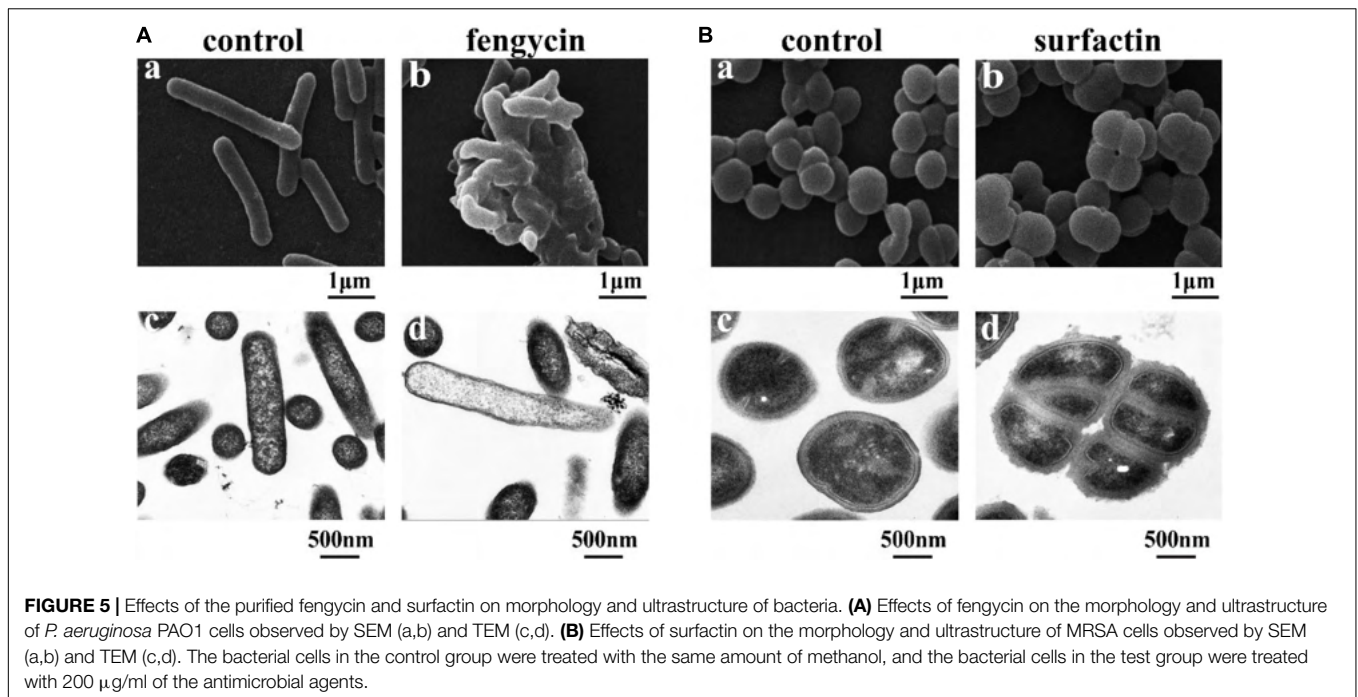 A control fengycin B control surfactin
a b a b
1µm 1µm 1µm 1µm
c d c d
500nm 500nm 500nm 500nm
FIGURE 5 | Effects of the purified fengycin and surfactin on morphology and ultrastructure of bacteria. (A) Effects of fengycin on the morphology and ultrastructure
of P. aeruginosa PAO1 cells observed by SEM (a,b) and TEM (c,d). (B) Effects of surfactin on the morphology and ultrastructure of MRSA cells observed by SEM
(a,b) and TEM (c,d). The bacterial cells in the control group were treated with the same amount of methanol, and the bacterial cells in the test group were treated
with 200 µg/ml of the antimicrobial agents.